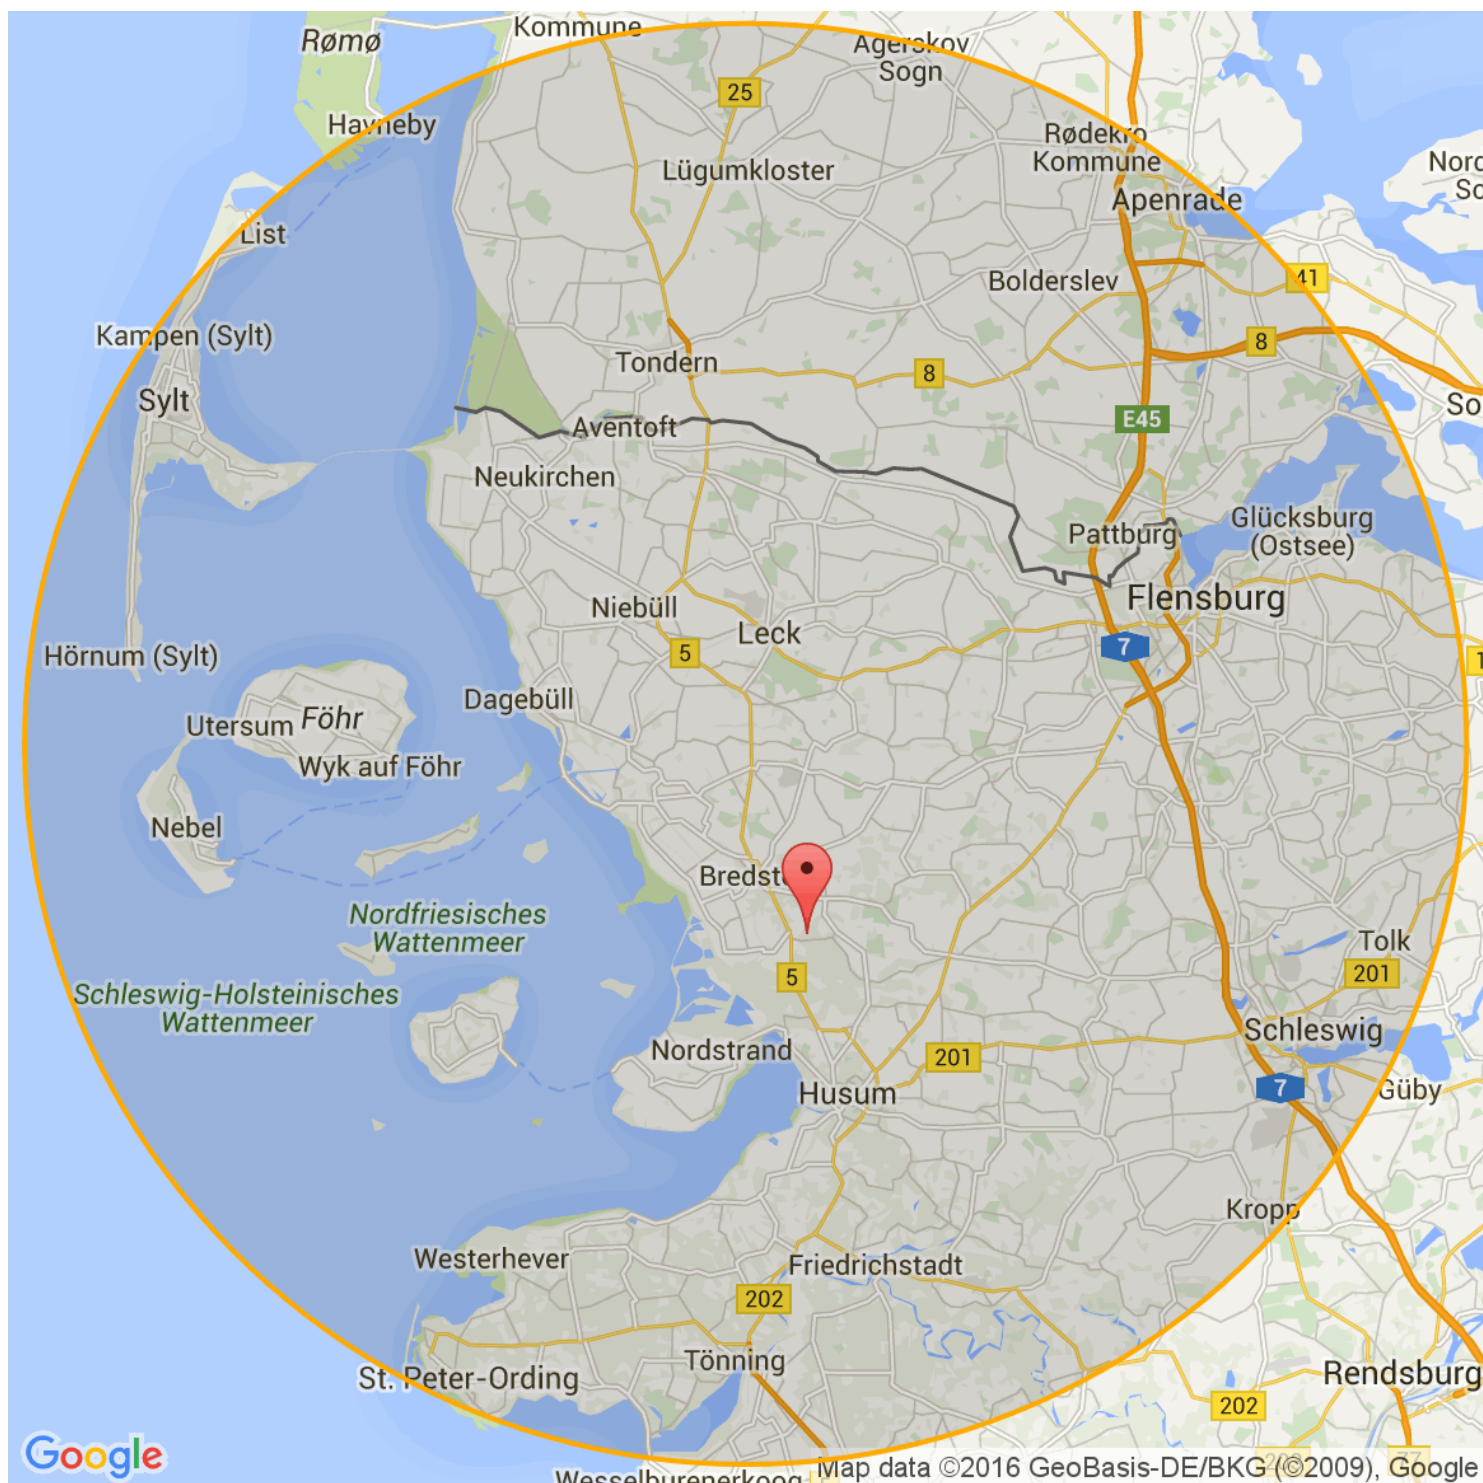 Kommune
Rømø
Agerskov
Sogn
25
Havneby
Rødekro
Kommune
Lügumkloster
Apenrade
List
Bolderslev
41
Kampen (Sylt)
8
Tondern
8
Sylt
So
E45
Aventoft
Neukirchen
Glücksburg
(Ostsee)
Pattburg
Flensburg
Niebüll
Leck
7
5
Hörnum (Sylt)
Dagebüll
Utersum
Föhr
Wyk auf Föhr
Nebel
Bredst
Nordfriesisches
Wattenmeer
Tolk
201
5
Schleswig-Holsteinisches
Wattenmeer
Schleswig
Nordstrand
201
Husum
7
Güby
Kropp
Westerhever
Friedrichstadt
202
Tönning
St. Peter-Ording
Rendsburg
202
Google
Map data ©2016 GeoBasis-DE/BKG (©2009), Google
Wesselburenerkoog